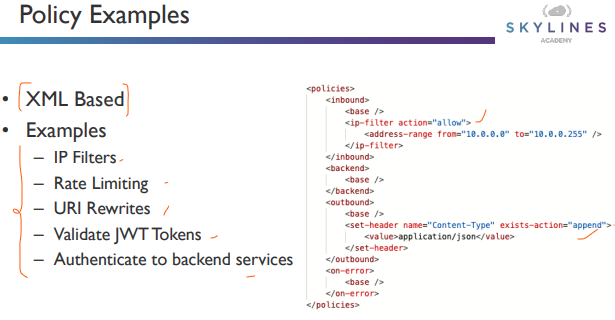 Policy Examples
SKYLINES
ACADEMY
• XML Based
• Examples
– IP Filters
– Rate Limiting
– URI Rewrites
– Validate JWT Tokens
– Authenticate to backend services
<policies>
<inbound>
<base />
<ip-filter action="allow">
<address-range from="10.0.0.0" to="10.0.0.255" />
</ip-filter>
</inbound>
<backend>
<base />
</backend>
<outbound>
<base />
<set-header name="Content-Type" exists-action="append">
<value>application/json</value>
</set-header>
</outbound>
<on-error>
<base />
</on-error>
</policies>